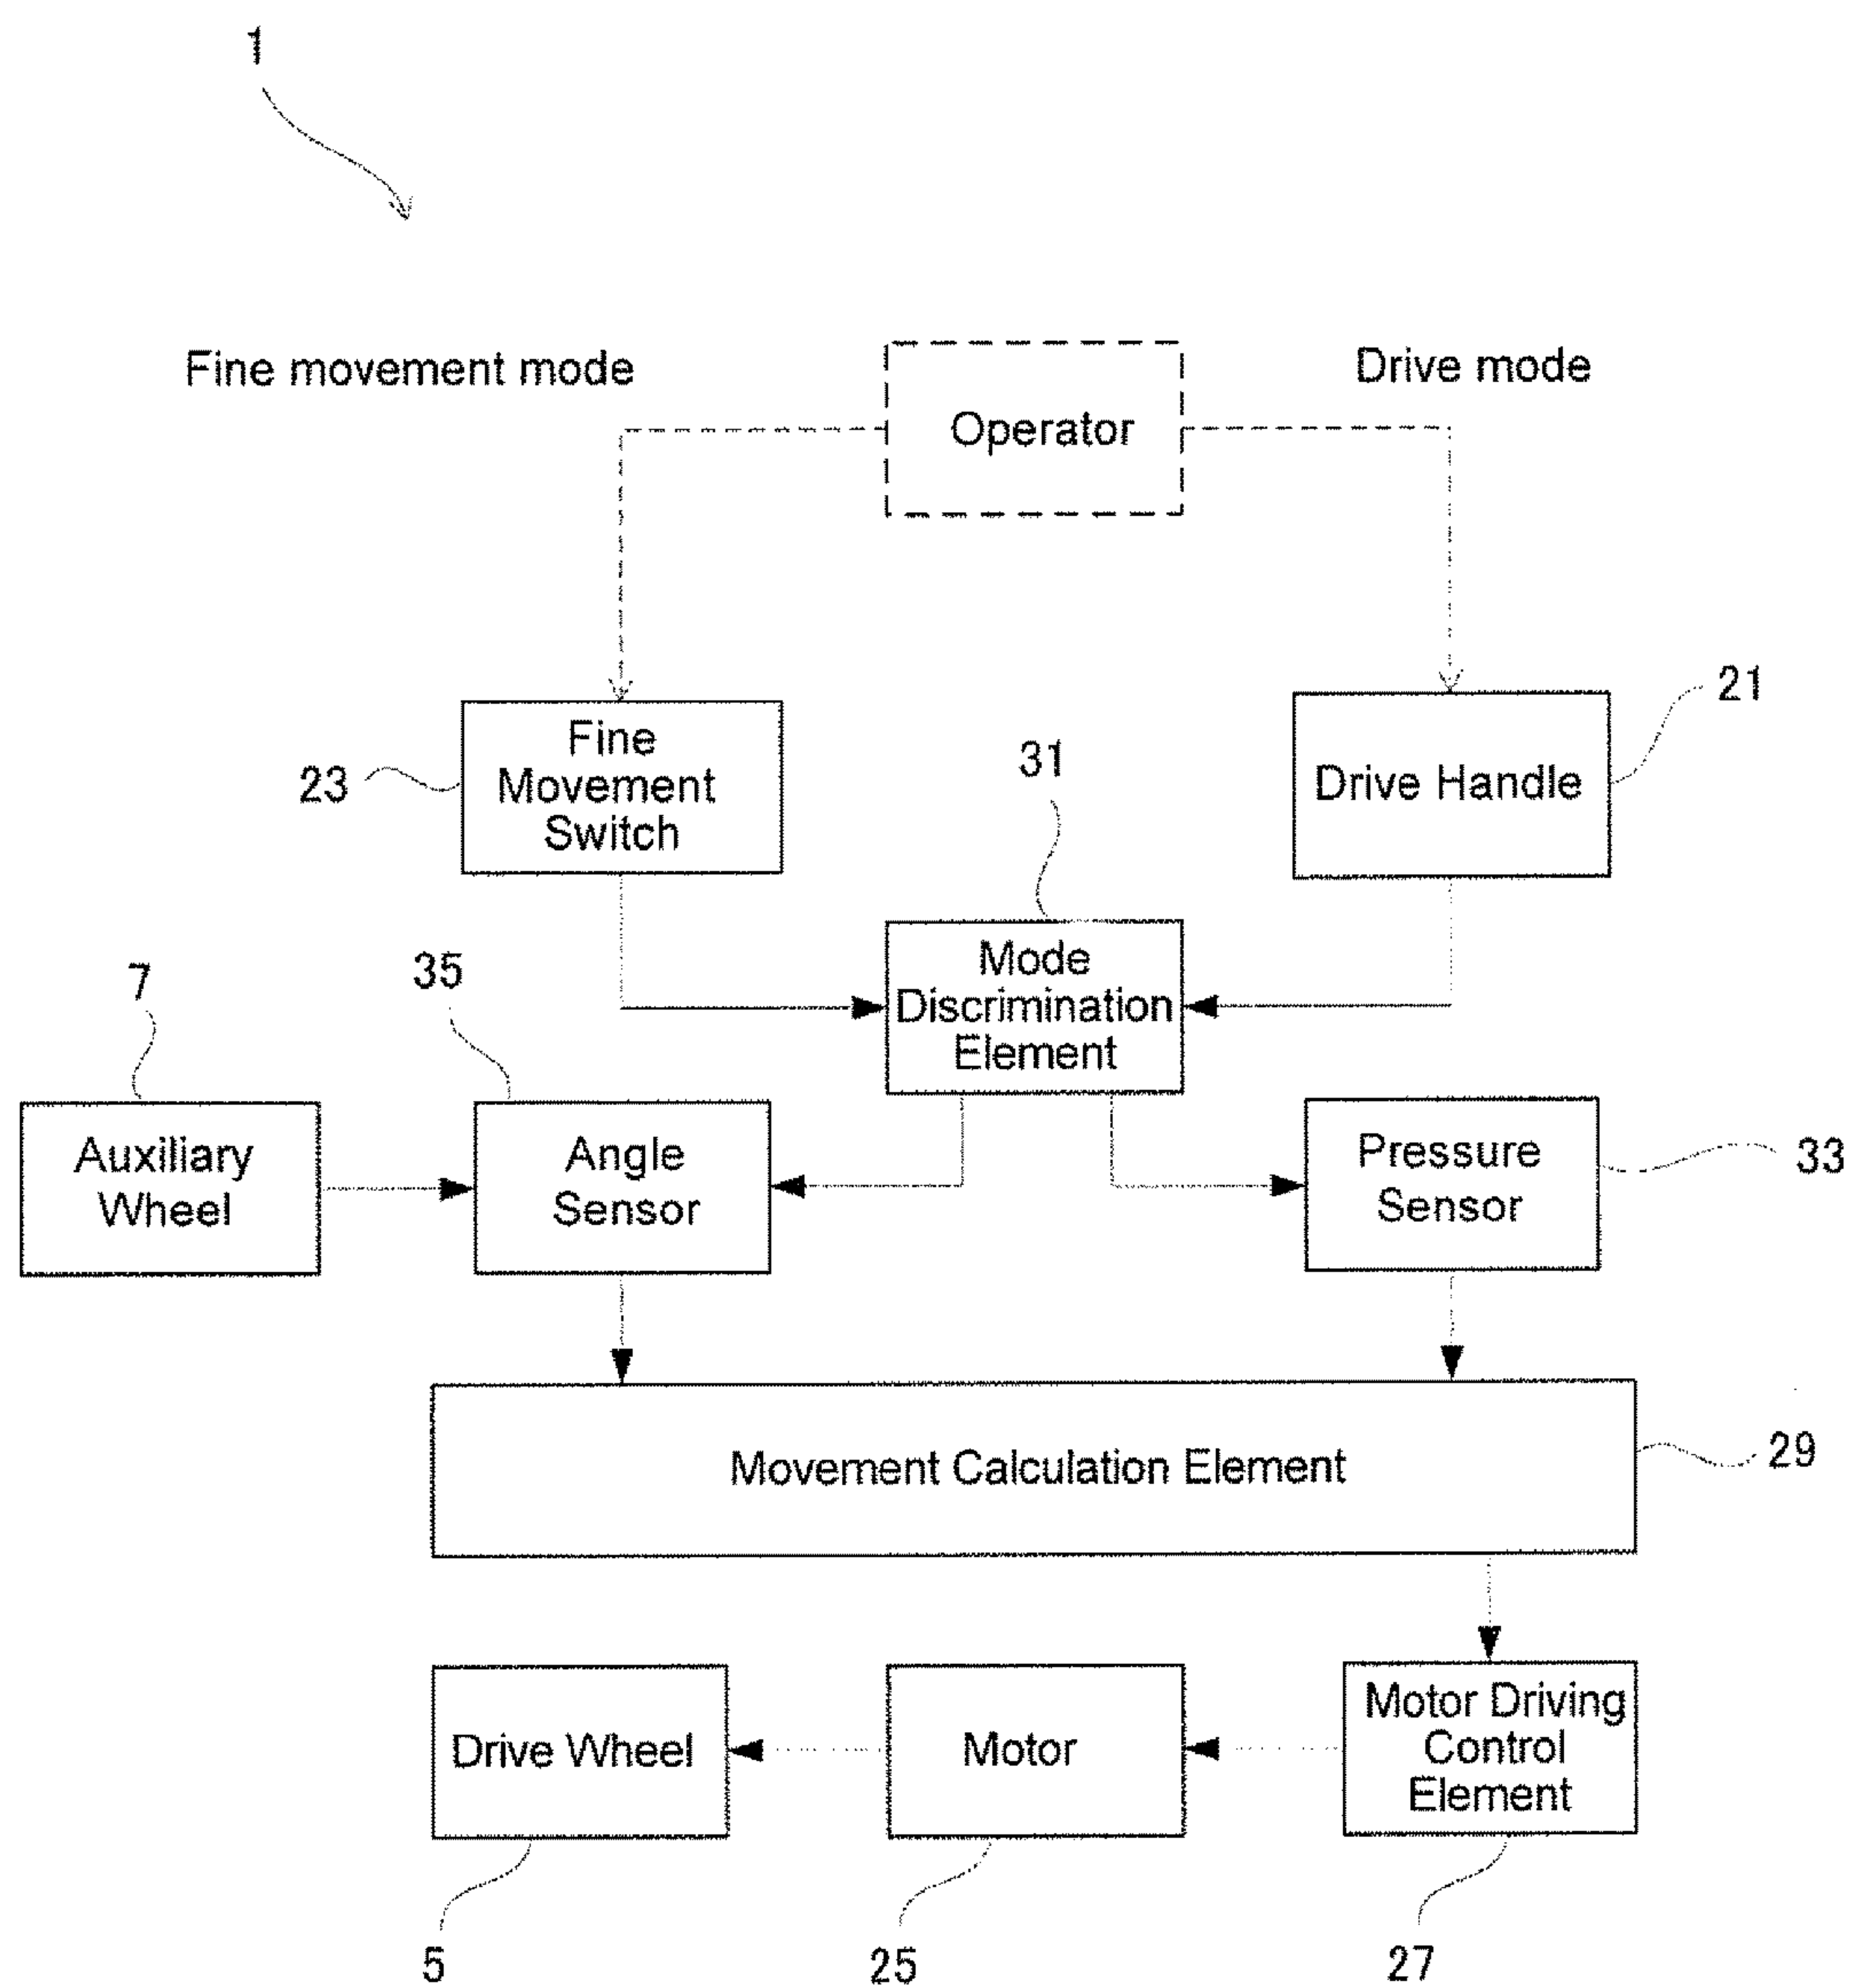 1
Fine movement mode
Operator
Drive mode
21
Fine
Movement
Switch
23
31
Drive Handle
Mode
Discrimination
Element
7
35
Auxiliary
Wheel
Angle
Sensor
Pressure
Sensor
33
Movement Calculation Element
29
Drive Wheel
Motor
Motor Driving
Control
Element
5
25
27